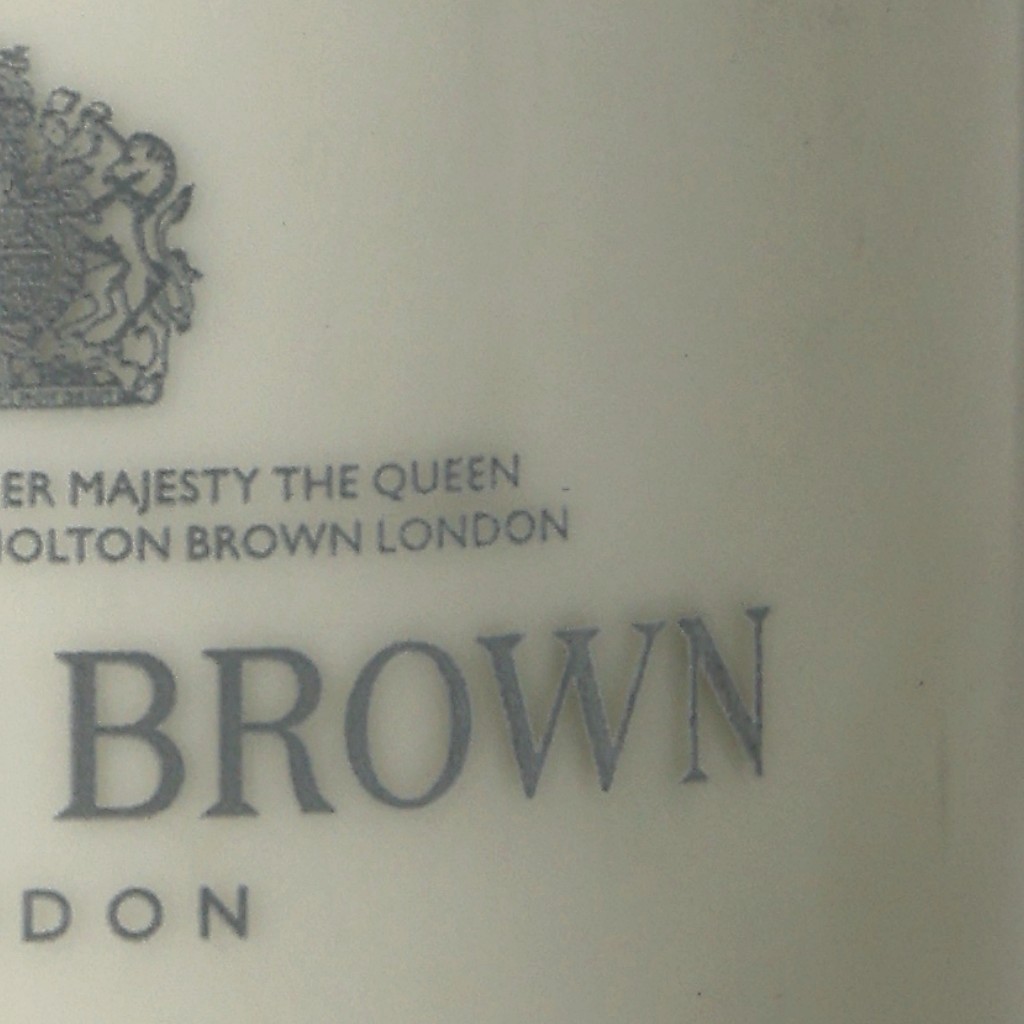 ER MAJESTY THE QUEEN
OLTON BROWN LONDON
BROWN
DON